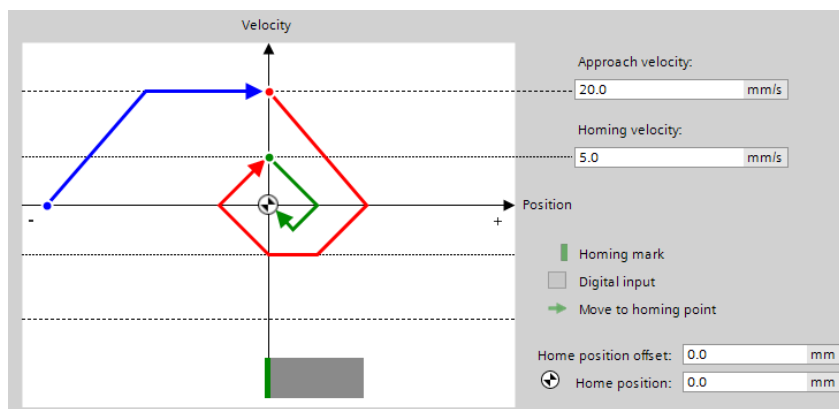 Velocity
Approach velocity:
20.0 mm/s
Homing velocity:
5.0 mm/s
Position
- +
Homing mark
Digital input
Move to homing point
Home position offset: 0.0 mm
Home position: 0.0 mm